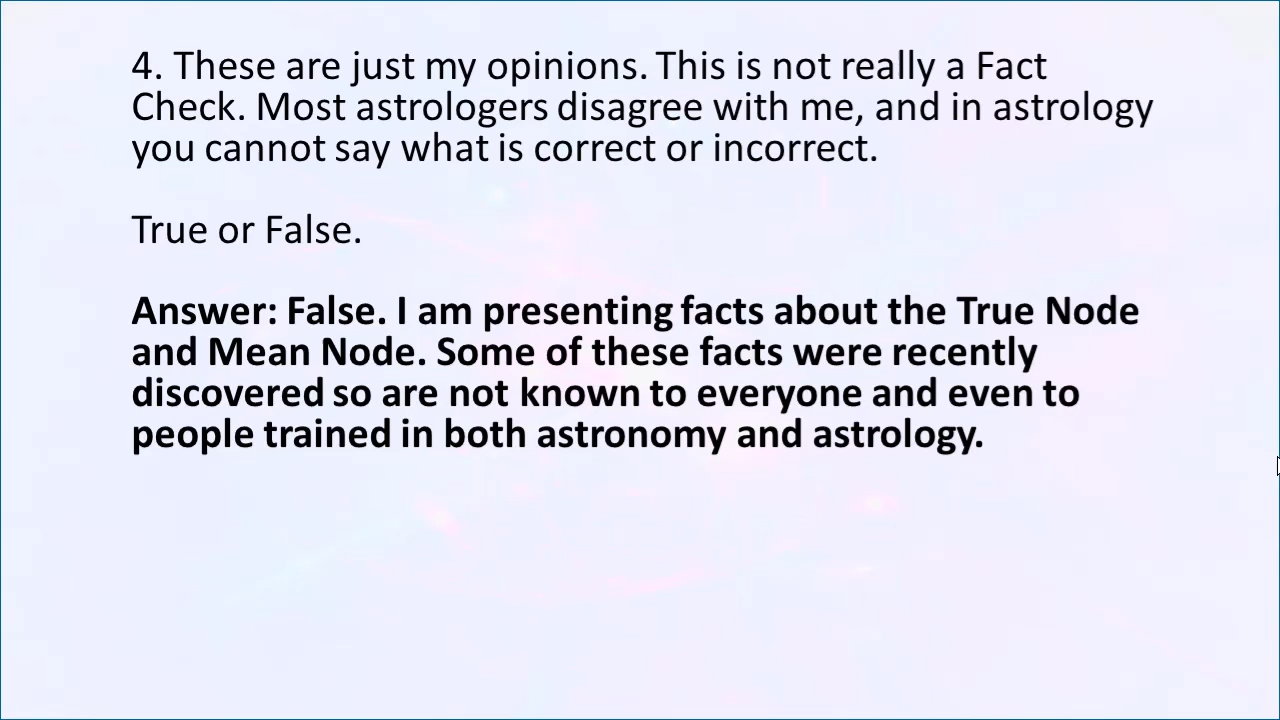 4. These are just my opinions. This is not really a Fact
Check. Most astrologers disagree with me, and in astrology
you cannot say what is correct or incorrect.
True or False.
Answer: False. I am presenting facts about the True Node
and Mean Node. Some of these facts were recently
discovered so are not known to everyone and even to
people trained in both astronomy and astrology.